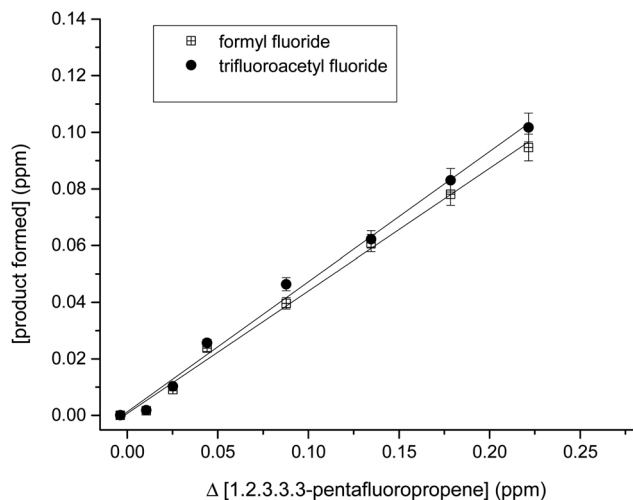 0.14
0.12
0.10
0.08
0.06
0.04
0.02
0.00
[product formed] (ppm)
formyl fluoride
trifluoroacetyl fluoride
0.00 0.05 0.10 0.15 0.20 0.25
Δ [1.2.3.3.3-pentafluoropropene] (ppm)